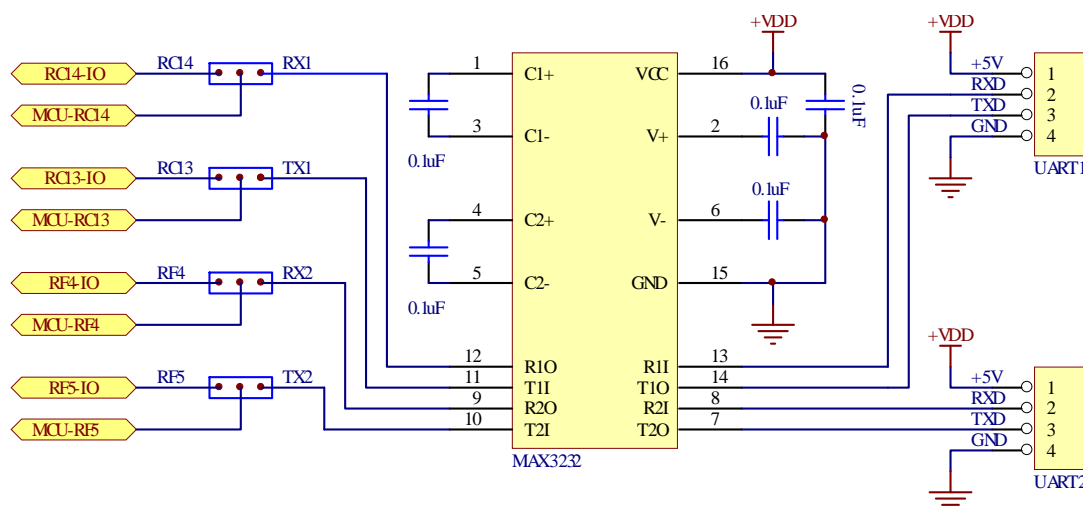 +VDD
+VDD
RC14-IO
RC14
RX1
MCU-RC14
RC13-IO
RC13
TX1
MCU-RC13
RF4-IO
RF4
RX2
MCU-RF4
RF5-IO
RF5
TX2
MCU-RF5
0.1uF
0.1uF
1
3
4
5
12
11
9
10
C1+
C1-
C2+
C2-
R1O
T1I
R2O
T2I
VCC
V+
V-
GND
R1I
T1O
R2I
T2O
16
2
6
15
13
14
8
7
MAX3232
0.1uF
0.1uF
0.1uF
+5V
RXD
TXD
GND
1
2
3
4
UART1
+VDD
+5V
RXD
TXD
GND
1
2
3
4
UART2